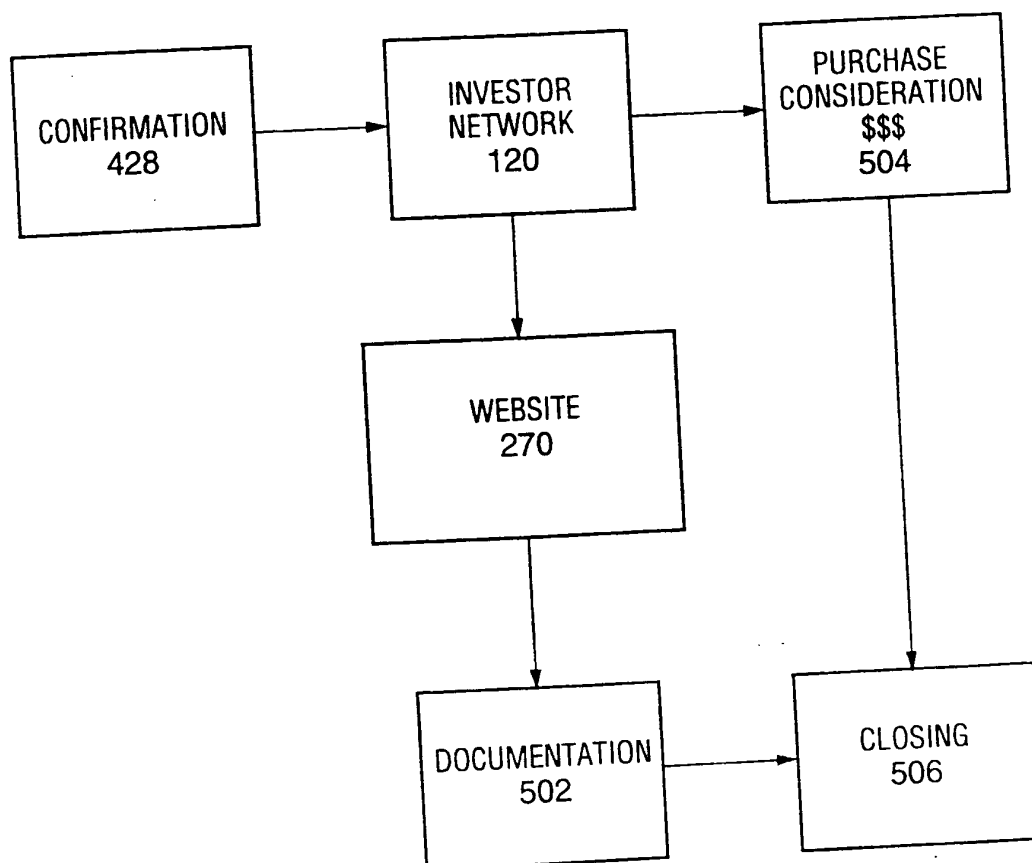 CONFIRMATION
428
INVESTOR
NETWORK
120
PURCHASE
CONSIDERATION
$$$
504
WEBSITE
270
DOCUMENTATION
502
CLOSING
506